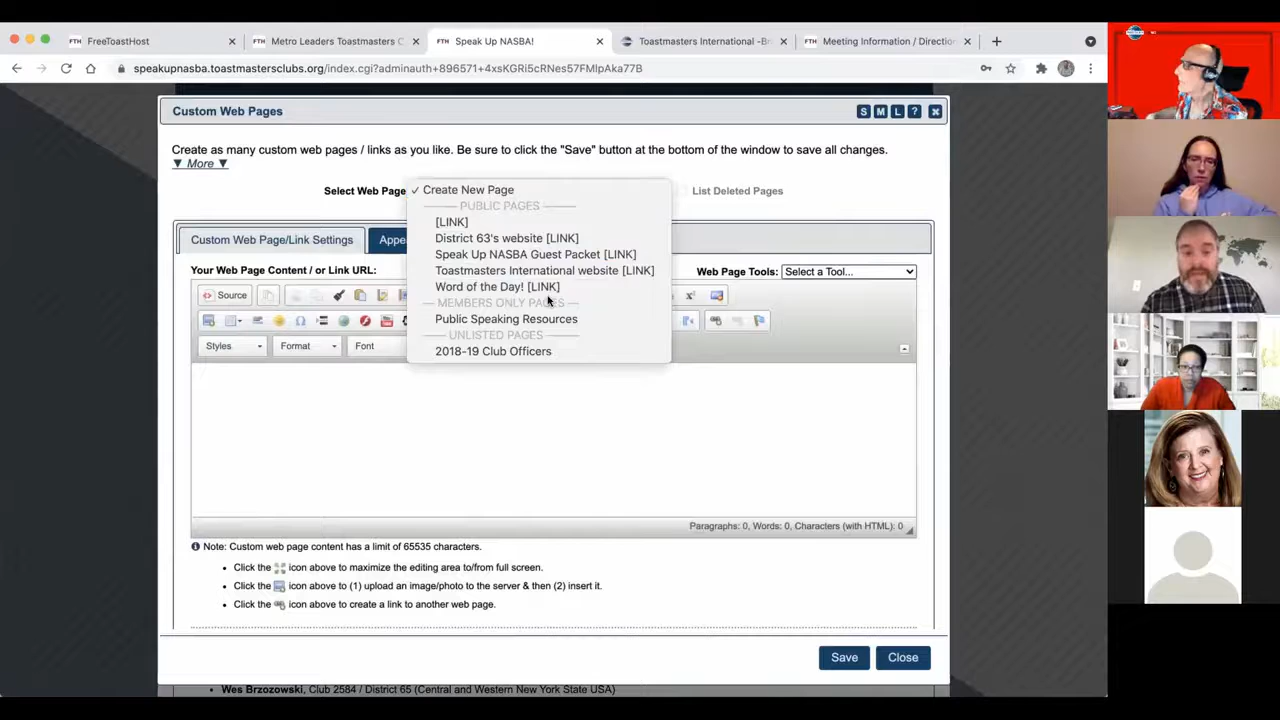 FreeToastHost
Metro Leaders Toastmasters C
Speak Up NASBA!
Toastmasters International -Br
Meeting Information / Direction
speakupnasba.toastmastersclubs.org/index.cgi?adminauth+896571+4xsKGRi5cRNes57FMlpAka77B
Custom Web Pages
S M L ?
Create as many custom web pages / links as you like. Be sure to click the "Save" button at the bottom of the window to save all changes.
▼ More ▼
Select Web Page
✓ Create New Page
List Deleted Pages
PUBLIC PAGES
[LINK]
District 63's website [LINK]
Speak Up NASBA Guest Packet [LINK]
Toastmasters International website [LINK]
Word of the Day! [LINK]
MEMBERS ONLY PAGES
Public Speaking Resources
UNLISTED PAGES
2018-19 Club Officers
Custom Web Page/Link Settings
Appe
Your Web Page Content / or Link URL:
Web Page Tools: Select a Tool...
Source
Styles
Format
Font
Paragraphs: 0, Words: 0, Characters (with HTML): 0
Note: Custom web page content has a limit of 65535 characters.
• Click the icon above to maximize the editing area to/from full screen.
• Click the icon above to (1) upload an image/photo to the server & then (2) insert it.
• Click the icon above to create a link to another web page.
Save
Close
• Wes Brzozowski, Club 2584 / District 65 (Central and Western New York State USA)